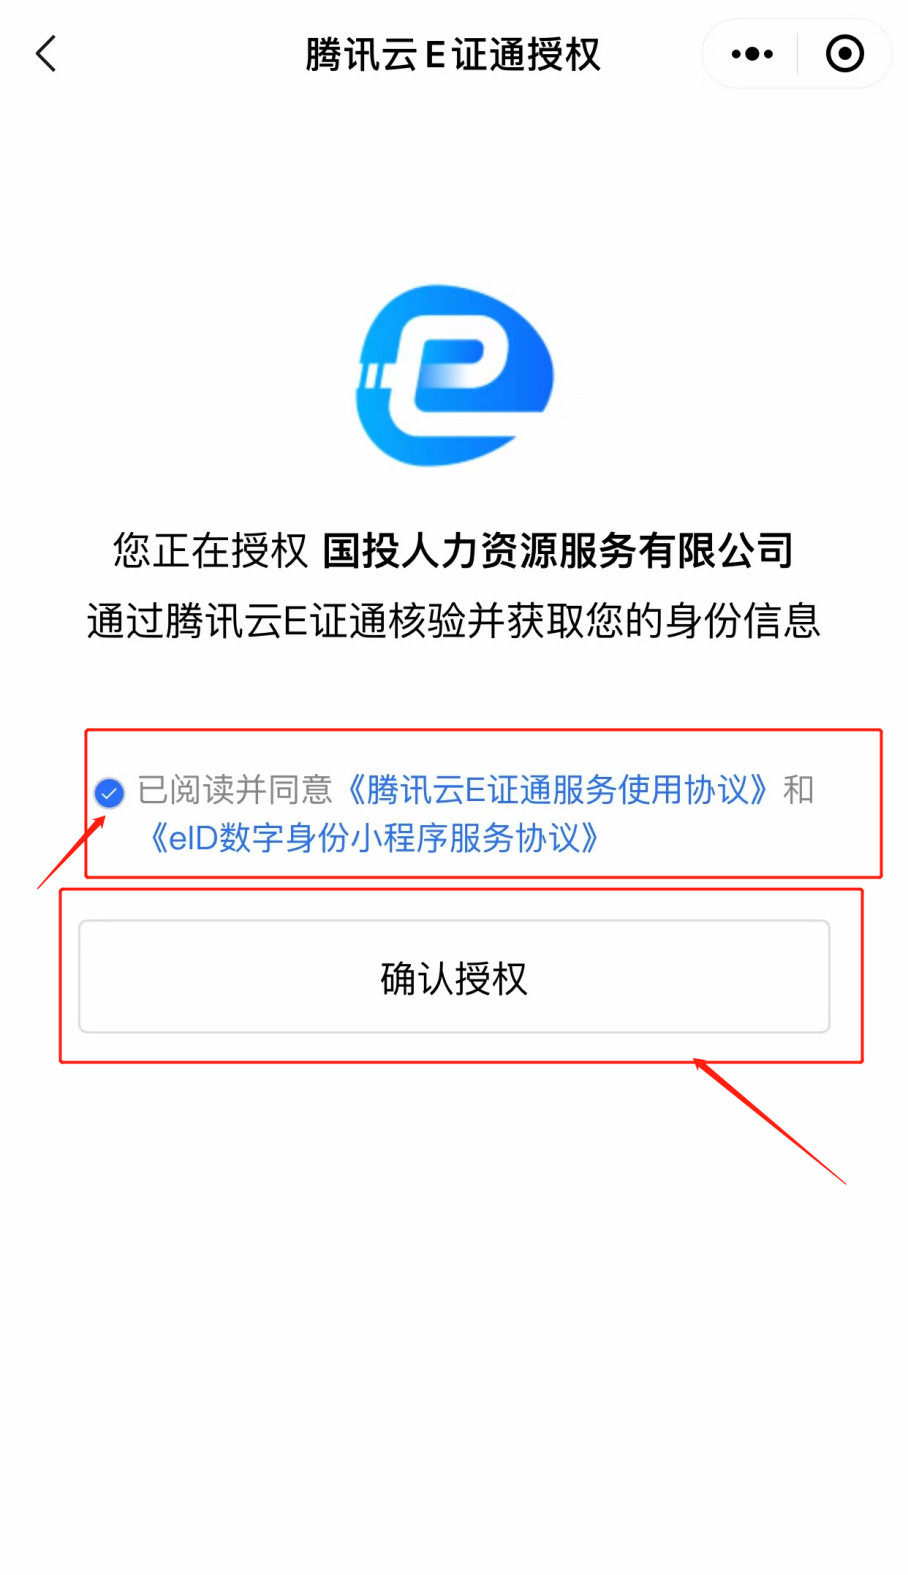 腾讯云E证通授权
您正在授权 国投人力资源服务有限公司
通过腾讯云E证通核验并获取您的身份信息
已阅读并同意《腾讯云E证通服务使用协议》和
《eID数字身份小程序服务协议》
确认授权